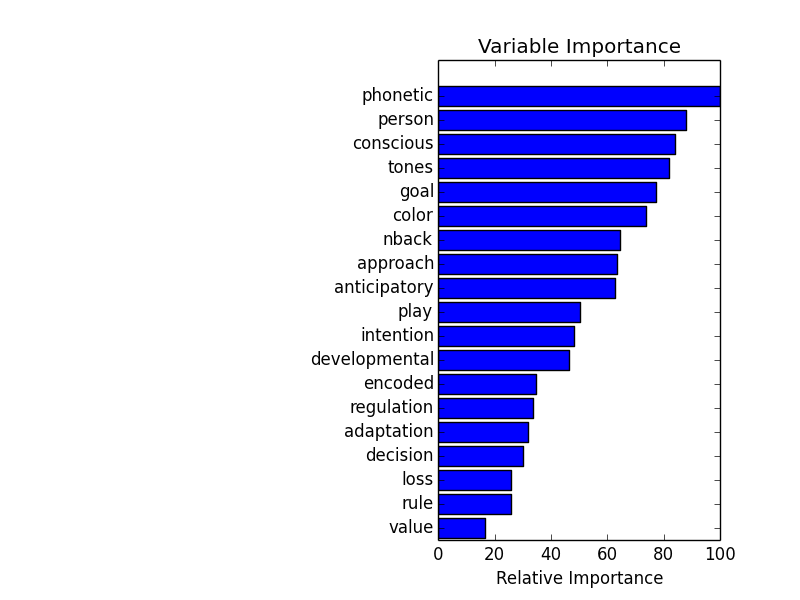 Variable Importance
phonetic
person
conscious
tones
goal
color
nback
approach
anticipatory
play
intention
developmental
encoded
regulation
adaptation
decision
loss
rule
value
0 20 40 60 80 100
Relative Importance